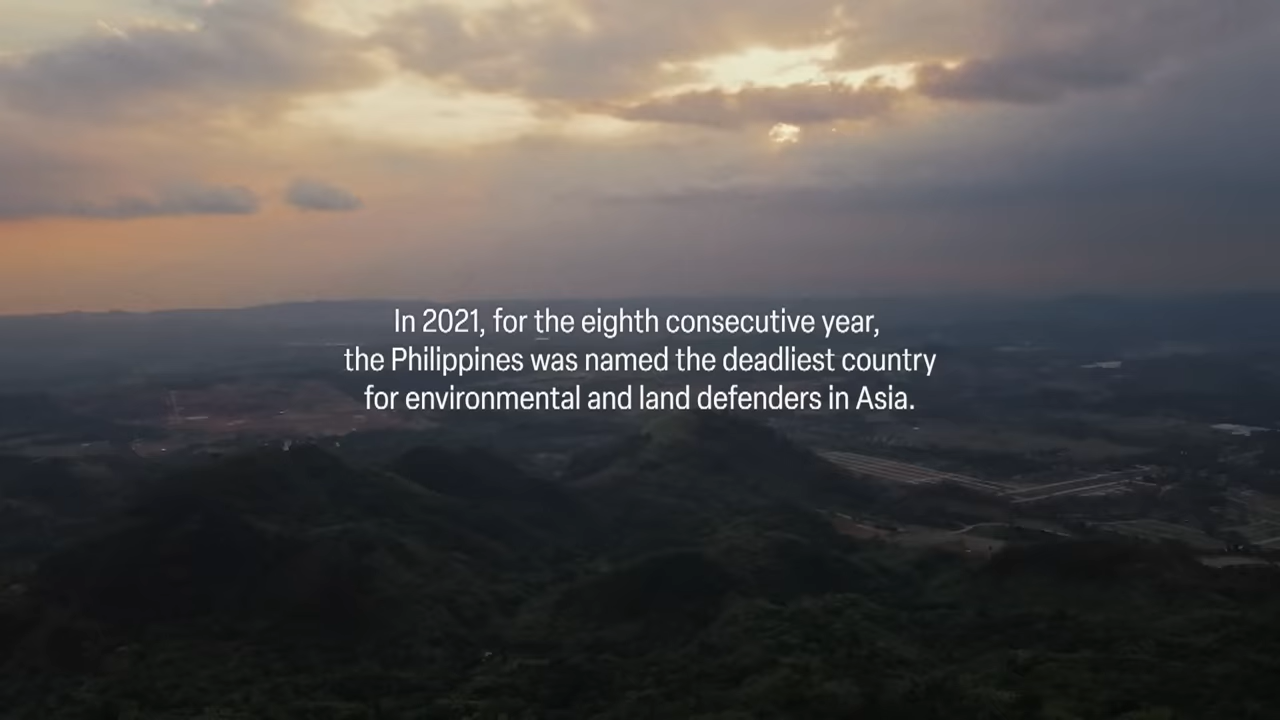 In 2021, for the eighth consecutive year,
the Philippines was named the deadliest country
for environmental and land defenders in Asia.